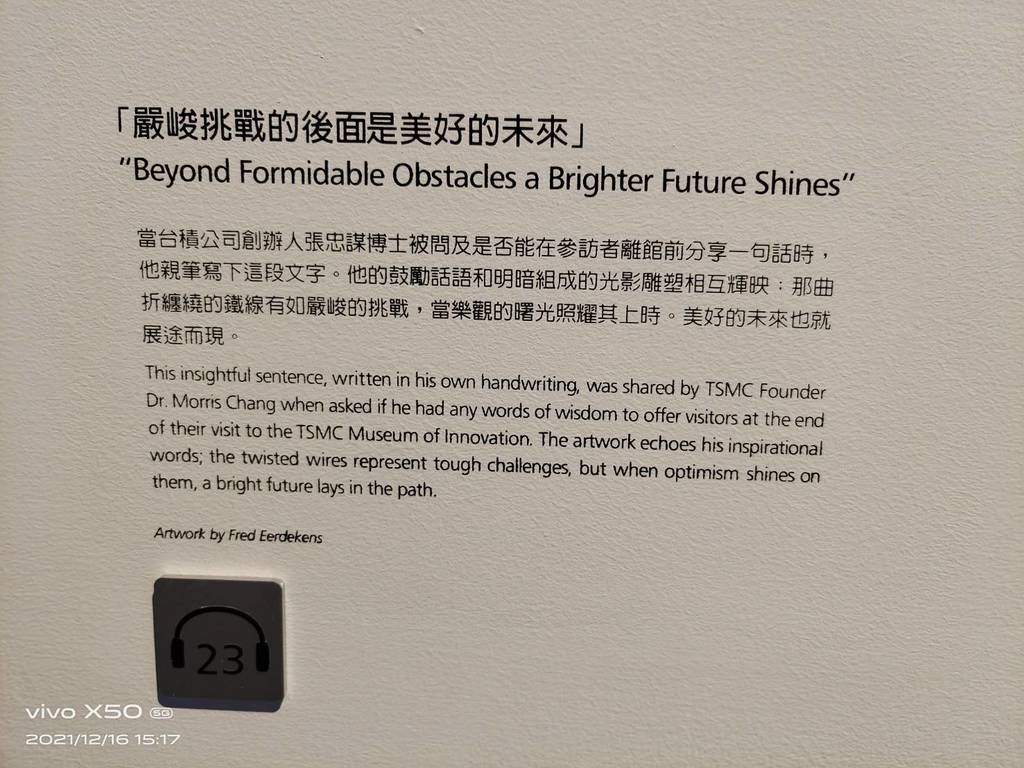 「嚴峻挑戰的後面是美好的未來」
"Beyond Formidable Obstacles a Brighter Future Shines"
當台積公司創辦人張忠謀博士被問及是否能在參訪者離館前分享一句話時，
他親筆寫下這段文字。他的鼓勵話語和明暗組成的光影雕塑相互輝映：那曲
折纏繞的鐵線有如嚴峻的挑戰，當樂觀的曙光照耀其上時。美好的未來也就
展途而現。
This insightful sentence, written in his own handwriting, was shared by TSMC Founder
Dr. Morris Chang when asked if he had any words of wisdom to offer visitors at the end
of their visit to the TSMC Museum of Innovation. The artwork echoes his inspirational
words; the twisted wires represent tough challenges, but when optimism shines on
them, a bright future lays in the path.
Artwork by Fred Eerdekens
23
vivo X50 5G
2021/12/16 15:17